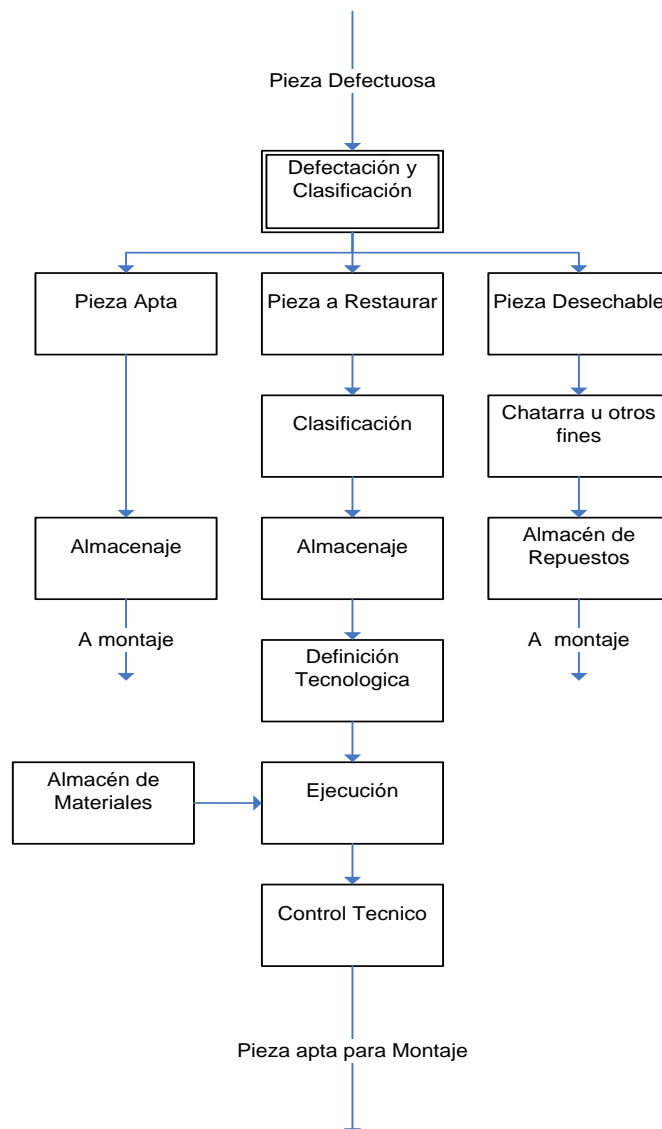 Pieza Defectuosa
Defectación y
Clasificación
Pieza Apta
Pieza a Restaurar
Pieza Desechable
Clasificación
Chatarra u otros
fines
Almacenaje
Almacenaje
Almacén de
Repuestos
A montaje
A montaje
Definición
Tecnologica
Almacén de
Materiales
Ejecución
Control Tecnico
Pieza apta para Montaje